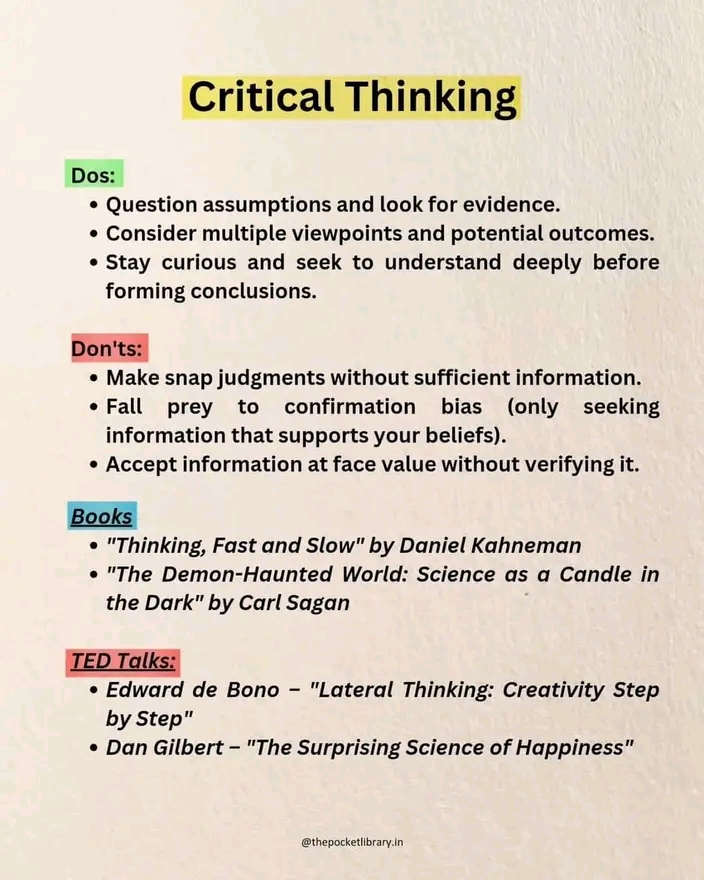 Critical Thinking
Dos:
• Question assumptions and look for evidence.
• Consider multiple viewpoints and potential outcomes.
• Stay curious and seek to understand deeply before
forming conclusions.
Don'ts:
• Make snap judgments without sufficient information.
• Fall prey to confirmation bias (only seeking
information that supports your beliefs).
• Accept information at face value without verifying it.
Books
• "Thinking, Fast and Slow" by Daniel Kahneman
• "The Demon-Haunted World: Science as a Candle in
the Dark" by Carl Sagan
TED Talks:
• Edward de Bono – "Lateral Thinking: Creativity Step
by Step"
• Dan Gilbert – "The Surprising Science of Happiness"
@thepocketlibrary.in